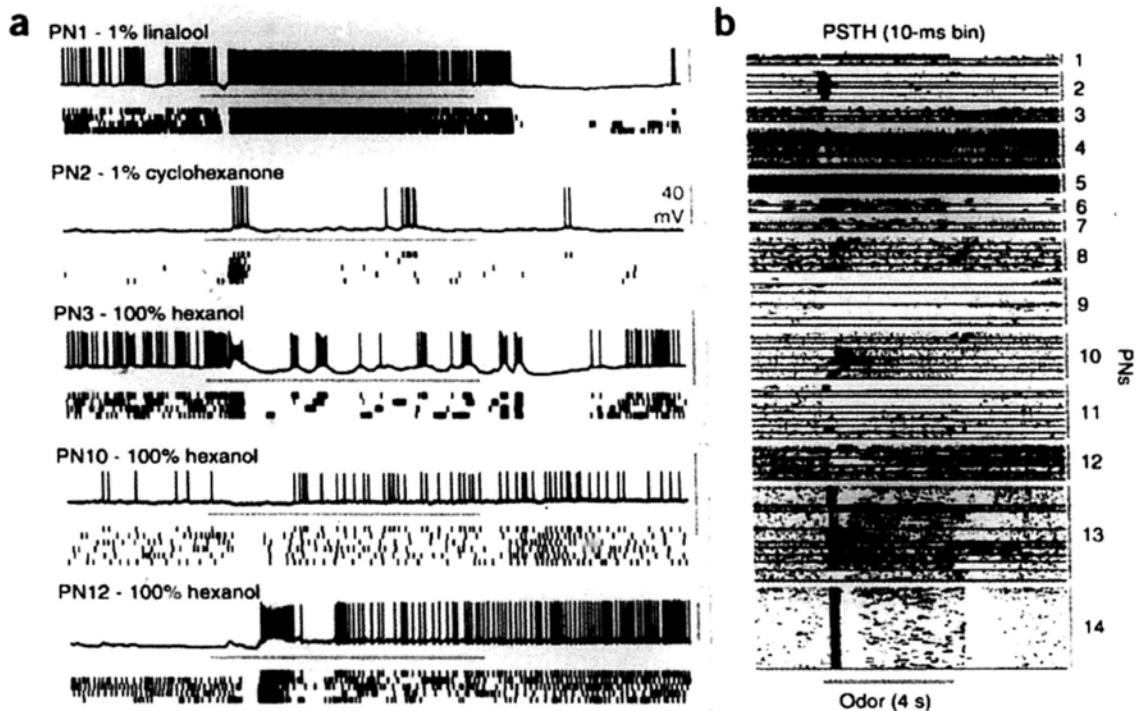 a
PN1 - 1% linalool
PN2 - 1% cyclohexanone
40
mV
PN3 - 100% hexanol
PN10 - 100% hexanol
PN12 - 100% hexanol
b
PSTH (10-ms bin)
1
2
3
4
5
6
7
8
9
10
11
12
13
14
PNs
Odor (4 s)